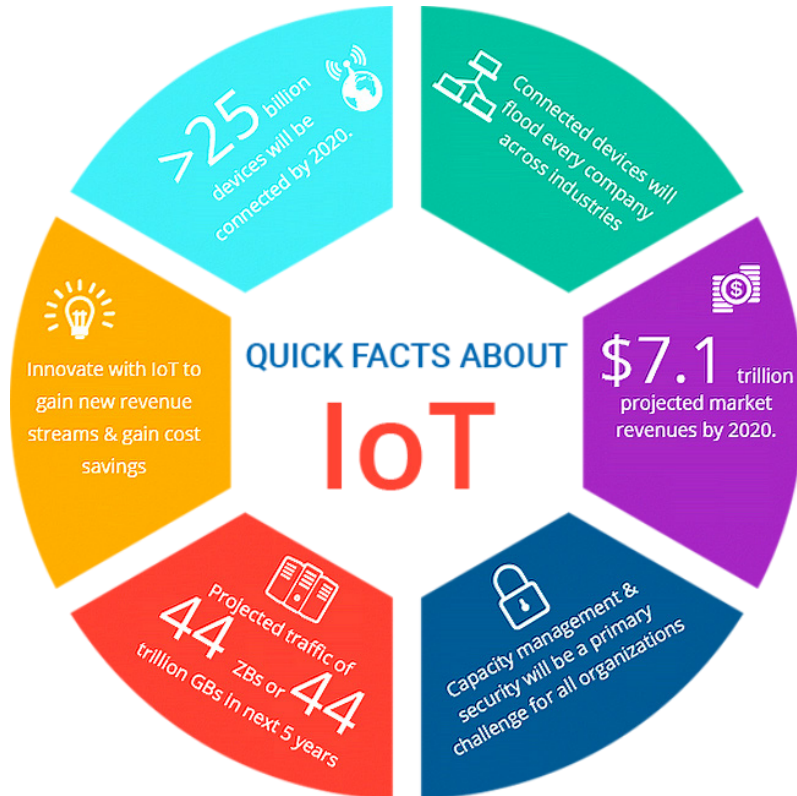 QUICK FACTS ABOUT
IoT
>25 billion
devices will be
connected by 2020.
Connected devices will
flood every company
across industries
$7.1 trillion
projected market
revenues by 2020.
Capacity management &
security will be a primary
challenge for all organizations
Projected traffic of
44 ZBs or 44
trillion GBs in next 5 years
Innovate with IoT to
gain new revenue
streams & gain cost
savings